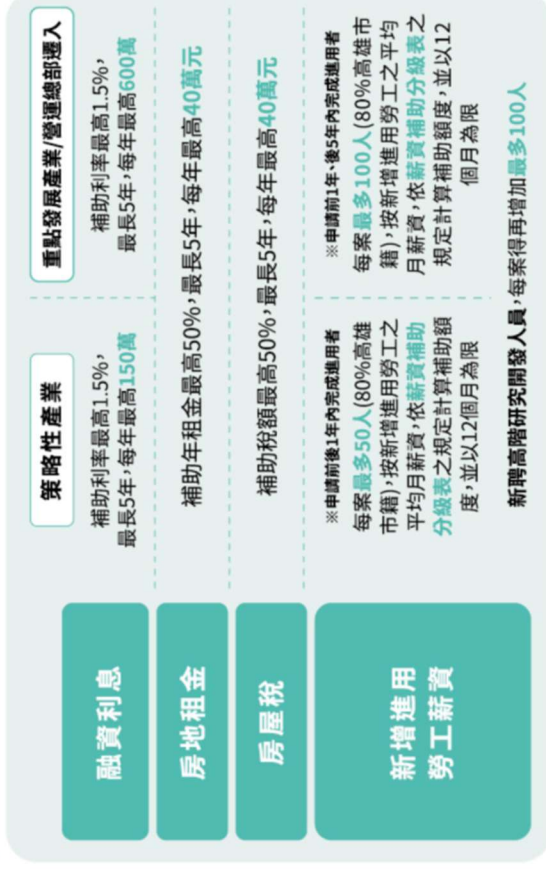 策略性產業
重點發展產業/營運總部遷入
融資利息
補助利率最高1.5%,
最長5年,每年最高150萬
補助利率最高1.5%,
最長5年,每年最高600萬
房地租金
補助年租金最高50%,最長5年,每年最高40萬元
房屋稅
補助稅額最高50%,最長5年,每年最高40萬元
新增進用
勞工薪資
※申請前後1年內完成進用者
每案最多50人(80%高雄
市籍),按新增進用勞工之
平均月薪資,依薪資補助
分級表之規定計算補助額
度,並以12個月為限
※申請前1年、後5年內完成進用者
每案最多100人(80%高雄市
籍),按新增進用勞工之平均
月薪資,依薪資補助分級表之
規定計算補助額度,並以12
個月為限
新聘高階研究開發人員,每案得再增加最多100人